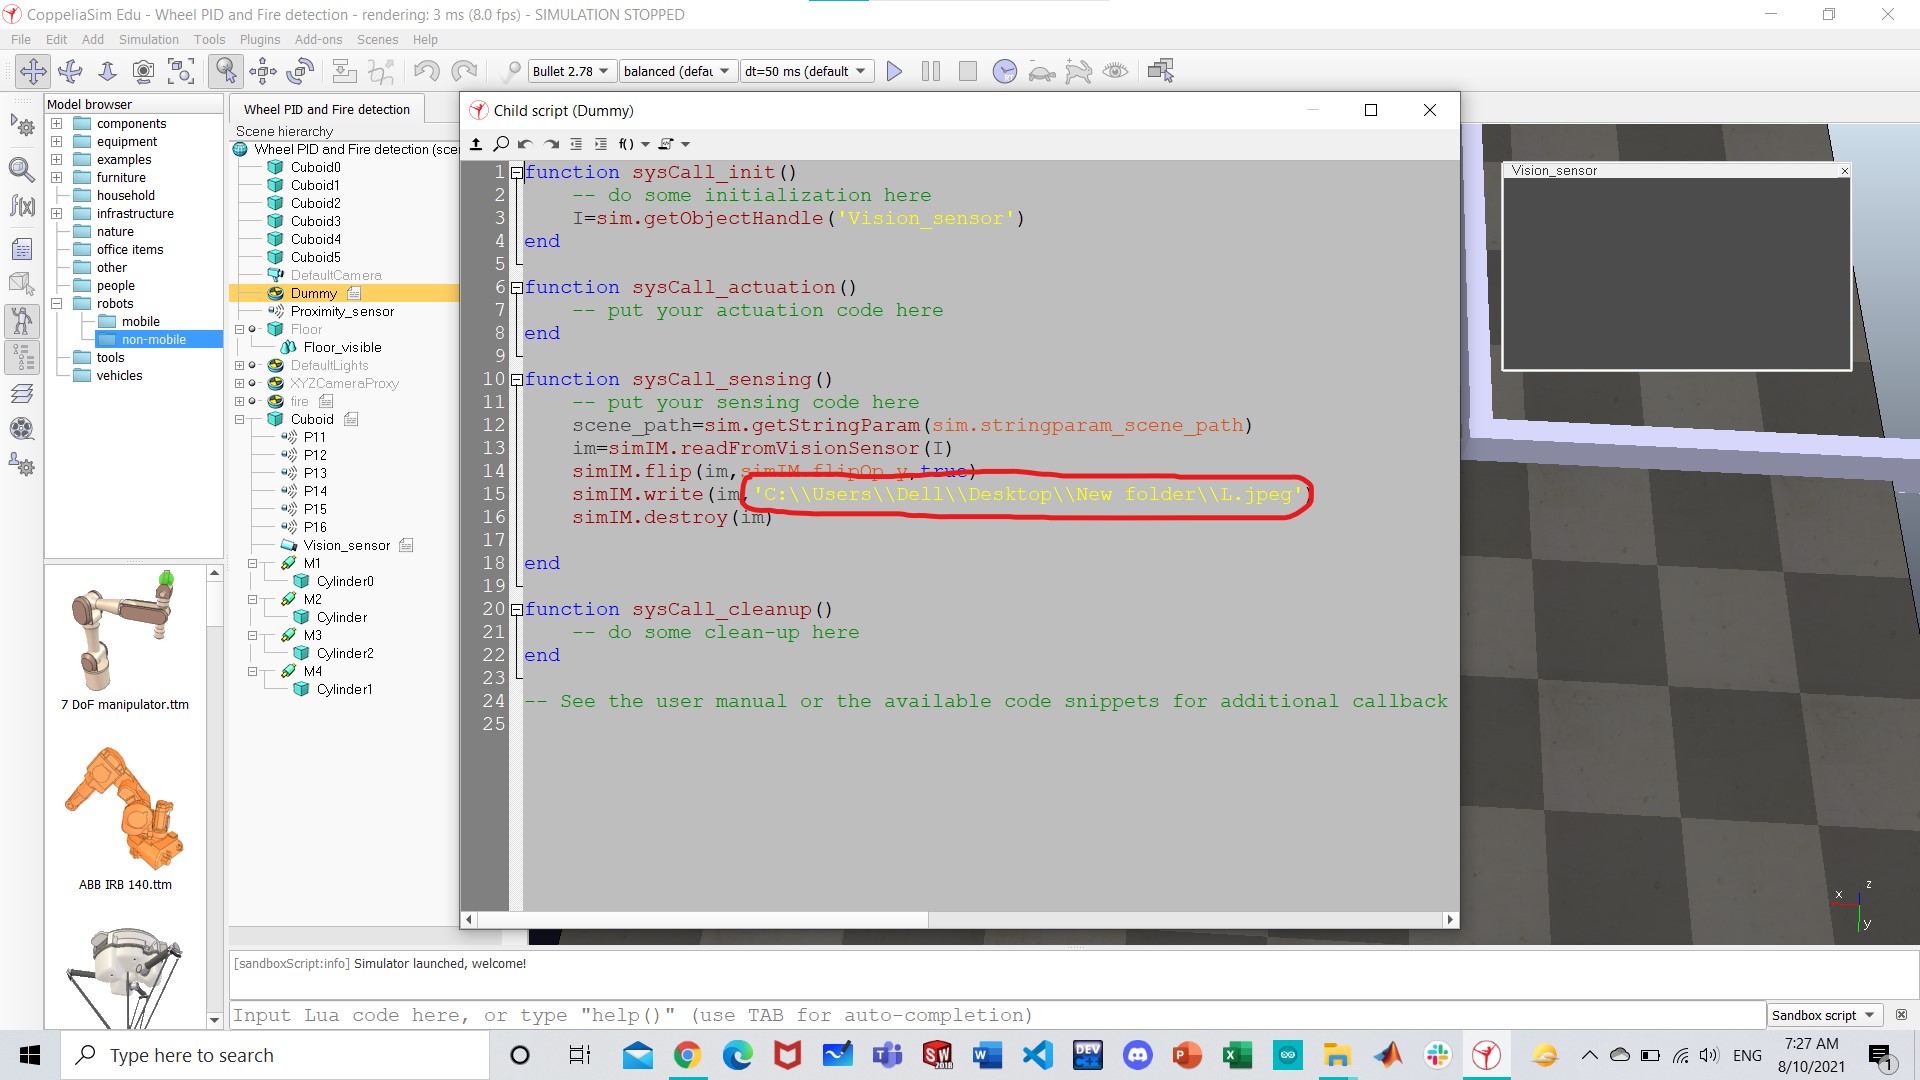 CoppeliaSim Edu - Wheel PID and Fire detection - rendering: 3 ms (8.0 fps) - SIMULATION STOPPED
File Edit Add Simulation Tools Plugins Add-ons Scenes Help
Bullet 2.78 balanced (defau dt=50 ms (default
Model browser
components
equipment
examples
furniture
household
infrastructure
nature
office items
other
people
robots
mobile
non-mobile
tools
vehicles
7 DoF manipulator.ttm
ABB IRB 140.ttm
Wheel PID and Fire detection
Scene hierarchy
Wheel PID and Fire detection (sce
Cuboid0
Cuboid1
Cuboid2
Cuboid3
Cuboid4
Cuboid5
DefaultCamera
Dummy
Proximity_sensor
Floor
Floor_visible
DefaultLights
XYZCameraProxy
fire
Cuboid
P11
P12
P13
P14
P15
P16
Vision_sensor
M1
Cylinder0
M2
Cylinder
M3
Cylinder2
M4
Cylinder1
Child script (Dummy)
f()
1 function sysCall_init()
2 -- do some initialization here
3 I=sim.getObjectHandle('Vision_sensor')
4 end
5
6 function sysCall_actuation()
7 -- put your actuation code here
8 end
9
10 function sysCall_sensing()
11 -- put your sensing code here
12 scene_path=sim.getStringParam(sim.stringparam_scene_path)
13 im=simIM.readFromVisionSensor(I)
14 simIM.flip(im,simIM.flipOp.y,true)
15 simIM.write(im,'C:\\Users\\Dell\\Desktop\\New folder\\L.jpeg')
16 simIM.destroy(im)
17
18 end
19
20 function sysCall_cleanup()
21 -- do some clean-up here
22 end
23
24 -- See the user manual or the available code snippets for additional callback
25
Vision_sensor
x
z
y
[sandboxScript:info] Simulator launched, welcome!
Input Lua code here, or type "help()" (use TAB for auto-completion)
Sandbox script
Type here to search
ENG
7:27 AM
8/10/2021
1